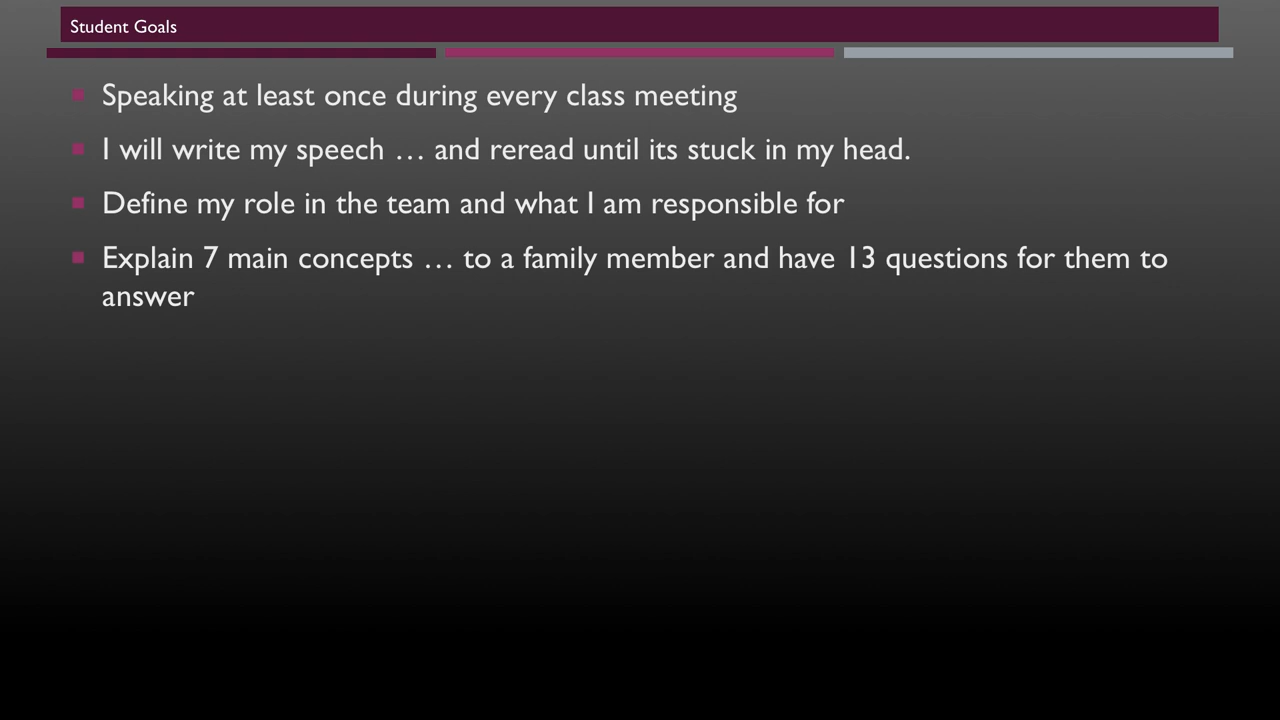 Student Goals
Speaking at least once during every class meeting
I will write my speech … and reread until its stuck in my head.
Define my role in the team and what I am responsible for
Explain 7 main concepts … to a family member and have 13 questions for them to
answer